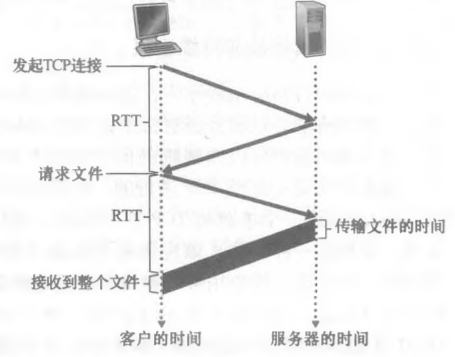 发起TCP连接
RTT
请求文件
RTT
传输文件的时间
接收到整个文件
客户的时间
服务器的时间